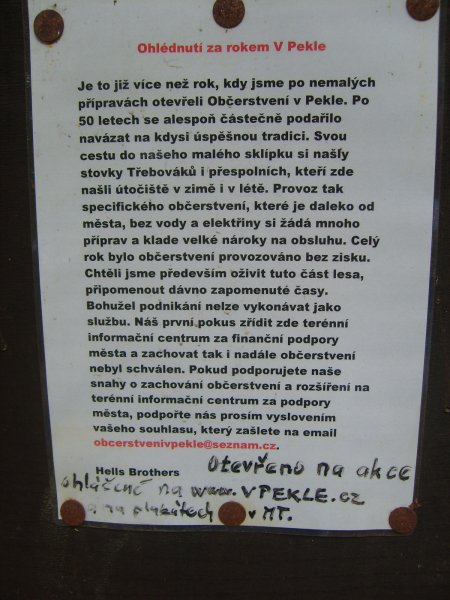 Ohlédnutí za rokem V Pekle
Je to již více než rok, kdy jsme po nemalých
přípravách otevřeli Občerstvení v Pekle. Po
50 letech se alespoň částečně podařilo
navázat na kdysi úspěšnou tradici. Svou
cestu do našeho malého sklípku si našly
stovky Třebováků i přespolních, kteří zde
našli útočiště v zimě i v létě. Provoz tak
specifického občerstvení, které je daleko od
města, bez vody a elektřiny si žádá mnoho
příprav a klade velké nároky na obsluhu. Celý
rok bylo občerstvení provozováno bez zisku.
Chtěli jsme především oživit tuto část lesa,
připomenout dávno zapomenuté časy.
Bohužel podnikání nelze vykonávat jako
službu. Náš první pokus zřídit zde terénní
informační centrum za finanční podpory
města a zachovat tak i nadále občerstvení
nebyl schválen. Pokud podporujete naše
snahy o zachování občerstvení a rozšíření na
terénní informační centrum za podpory
města, podpořte nás prosím vyslovením
vašeho souhlasu, který zašlete na email
obcerstvenivpekle@seznam.cz.
Hells Brothers Otevřeno na akce
ohlášené na www.VPEKLE.cz
a na plakátech v MT.